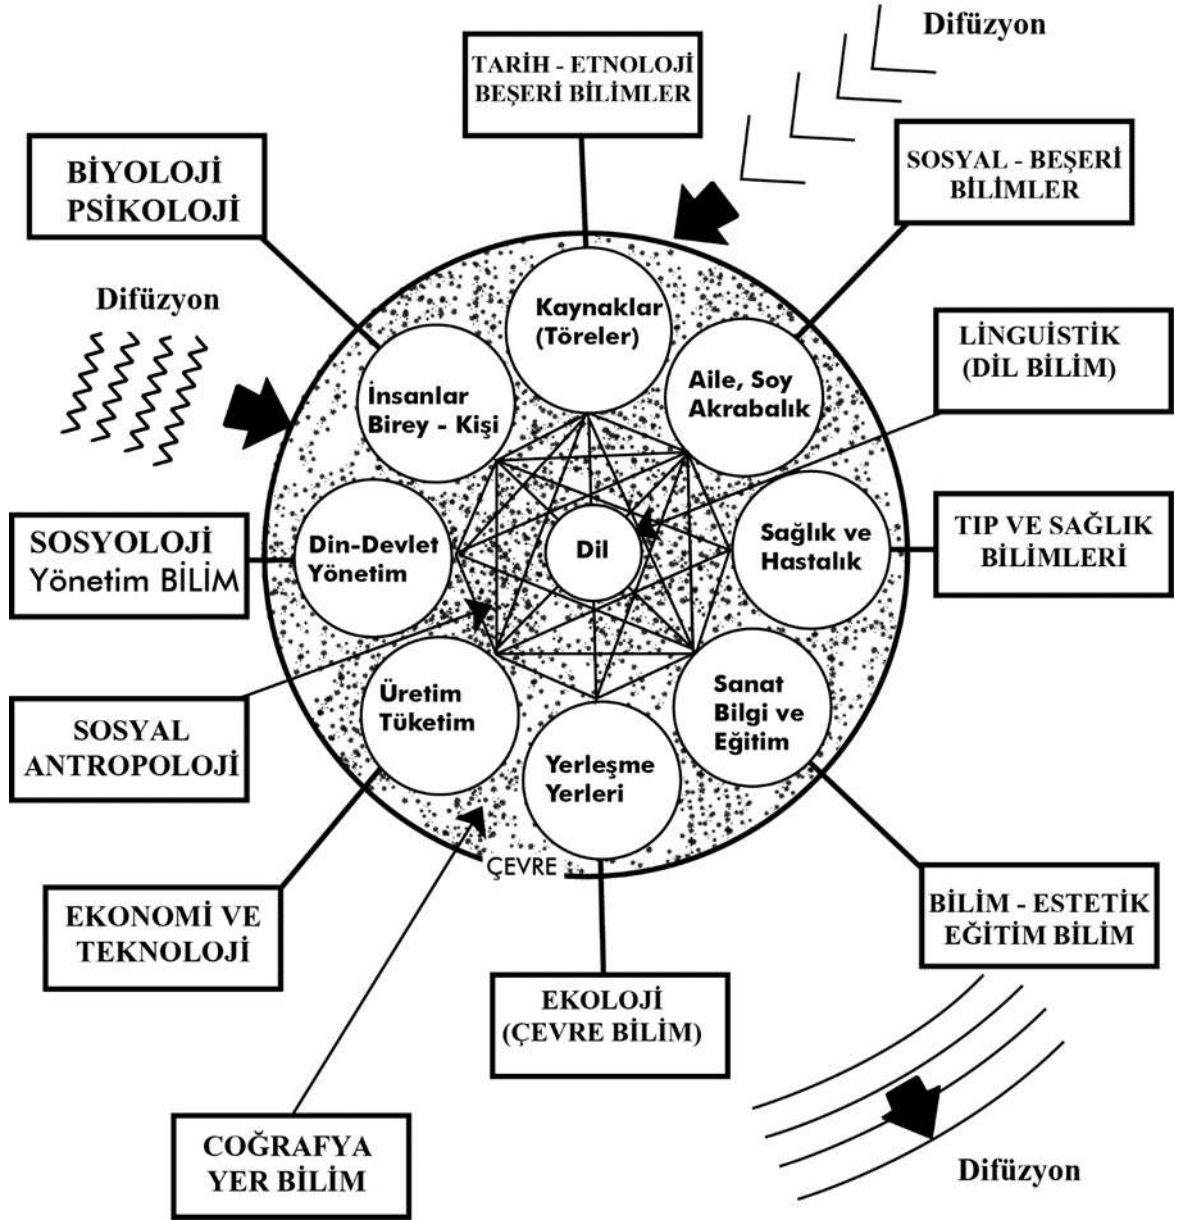 Difüzyon
TARİH - ETNOLOJİ
BEŞERİ BİLİMLER
SOSYAL - BEŞERİ
BİLİMLER
BİYOLOJİ
PSİKOLOJİ
Difüzyon
Kaynaklar
(Töreler)
LİNGUİSTİK
(DİL BİLİM)
İnsanlar
Birey - Kişi
Aile, Soy
Akrabalık
SOSYOLOJİ
Yönetim BİLİM
Din-Devlet
Yönetim
Dil
Sağlık ve
Hastalık
TIP VE SAĞLIK
BİLİMLERİ
SOSYAL
ANTROPOLOJİ
Üretim
Tüketim
Yerleşme
Yerleri
Sanat
Bilgi ve
Eğitim
ÇEVRE
EKONOMİ VE
TEKNOLOJİ
EKOLOJİ
(ÇEVRE BİLİM)
BİLİM - ESTETİK
EĞİTİM BİLİM
COĞRAFYA
YER BİLİM
Difüzyon